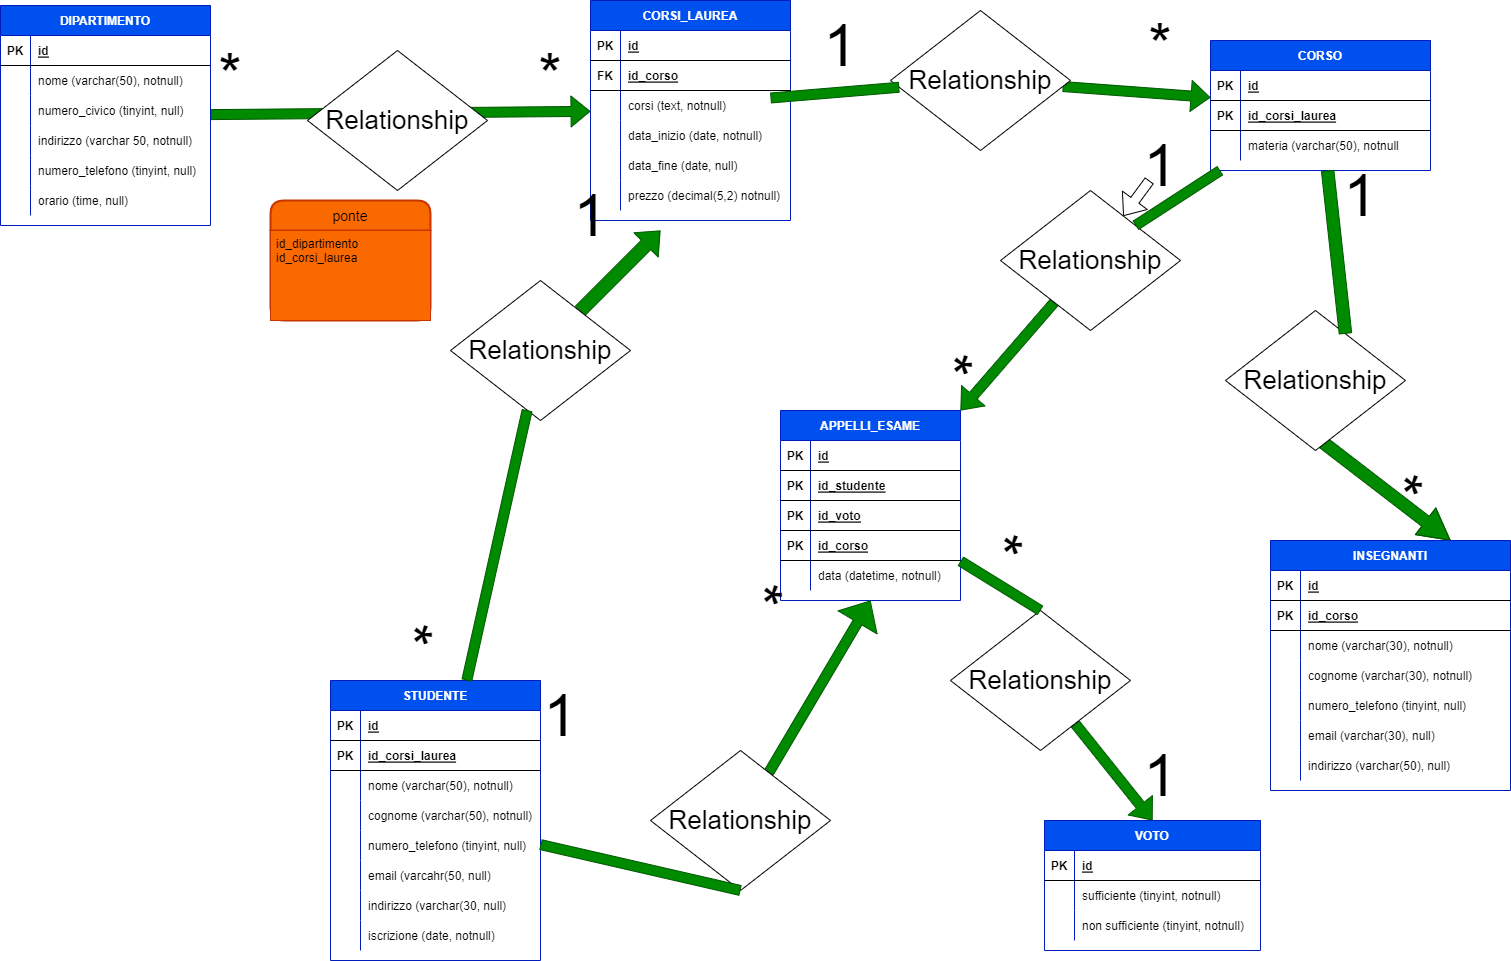 DIPARTIMENTO
PK id
nome (varchar(50), notnull)
numero_civico (tinyint, null)
indirizzo (varchar 50, notnull)
numero_telefono (tinyint, null)
orario (time, null)
*
Relationship
*
ponte
id_dipartimento
id_corsi_laurea
CORSI_LAUREA
PK id
FK id_corso
corsi (text, notnull)
data_inizio (date, notnull)
data_fine (date, null)
prezzo (decimal(5,2) notnull)
1
Relationship
*
CORSO
PK id
PK id_corsi_laurea
materia (varchar(50), notnull
1
Relationship
*
1
Relationship
*
1
Relationship
*
APPELLI_ESAME
PK id
PK id_studente
PK id_voto
PK id_corso
data (datetime, notnull)
*
*
Relationship
1
INSEGNANTI
PK id
PK id_corso
nome (varchar(30), notnull)
cognome (varchar(30), notnull)
numero_telefono (tinyint, null)
email (varchar(30), null)
indirizzo (varchar(50), null)
STUDENTE
PK id
PK id_corsi_laurea
nome (varchar(50), notnull)
cognome (varchar(50), notnull)
numero_telefono (tinyint, null)
email (varcahr(50, null)
indirizzo (varchar(30, null)
iscrizione (date, notnull)
1
Relationship
VOTO
PK id
sufficiente (tinyint, notnull)
non sufficiente (tinyint, notnull)